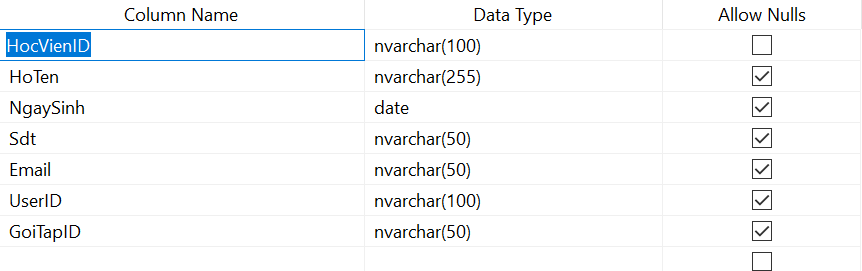 Column Name Data Type Allow Nulls
HocVienID nvarchar(100)
HoTen nvarchar(255)
NgaySinh date
Sdt nvarchar(50)
Email nvarchar(50)
UserID nvarchar(100)
GoiTapID nvarchar(50)